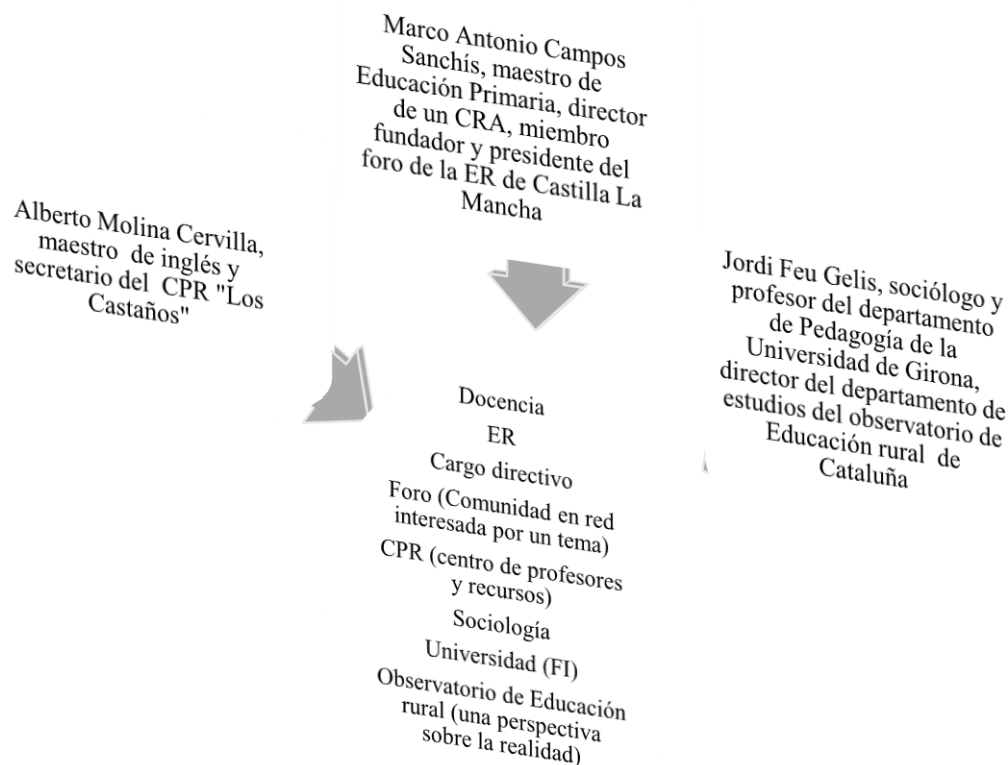 Marco Antonio Campos
Sanchís, maestro de
Educación Primaria, director
de un CRA, miembro
fundador y presidente del
foro de la ER de Castilla La
Mancha
Alberto Molina Cervilla,
maestro de inglés y
secretario del CPR "Los
Castaños"
Jordi Feu Gelis, sociólogo y
profesor del departamento
de Pedagogía de la
Universidad de Girona,
director del departamento de
estudios del observatorio de
Educación rural de
Cataluña
Docencia
ER
Cargo directivo
Foro (Comunidad en red
interesada por un tema)
CPR (centro de profesores
y recursos)
Sociología
Universidad (FI)
Observatorio de Educación
rural (una perspectiva
sobre la realidad)